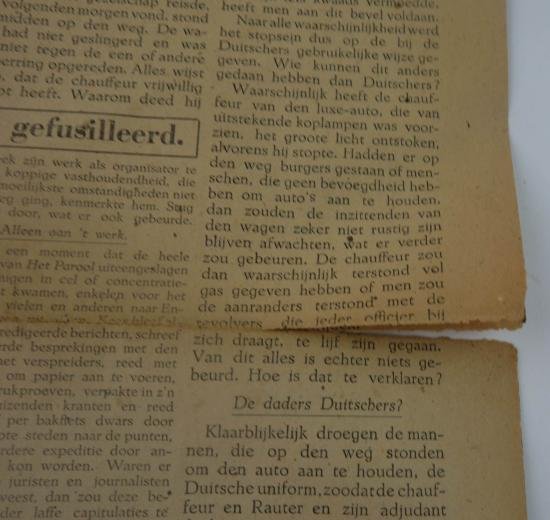 volgenden morgen vond, stond
midden op den weg. De wa-
had niet geslingerd en was
niet tegen de een of andere
opgereden. Alles wijst
dat de chauffeur vrijwillig
heeft. Waarom deed hij
gefusilleerd.
zijn werk als organisator te
koppige vasthoudendheid, die
moeilijkste omstandigheden niet
ging, kenmerkte hem. Stug
door, wat er ook gebeurde.
Alleen aan 't werk.
een moment dat de heele
van Het Parool uiteengeslagen
in cel of concentratie-
kwamen, enkelen voor het
vielen en anderen naar En-
berichten, schreef
besprekingen met den
verspreiders, reed met
om papier aan te voeren,
verpakte in z'n
kranten en reed
per bakfiets dwars door
steden naar de punten,
expeditie door an-
kon worden. Waren er
juristen en journalisten
dan zou deze be-
laffe capitulaties te
heeft men aan dit bevel voldaan.
Naar alle waarschijnlijkheid werd
het stopsein dus op de bij de
Duitschers gebruikelijke wijze ge-
geven. Wie kunnen dit anders
gedaan hebben dan Duitschers?
Waarschijnlijk heeft de chauf-
feur van den luxe-auto, die van
uitstekende koplampen was voor-
zien, het groote licht ontstoken,
alvorens hij stopte. Hadden er op
den weg burgers gestaan of men-
schen, die geen bevoegdheid heb-
ben om auto's aan te houden,
dan zouden de inzittenden van
den wagen zeker niet rustig zijn
blijven afwachten, wat er verder
zou gebeuren. De chauffeur zou
dan waarschijnlijk terstond vol
gas gegeven hebben of men zou
de aanranders terstond met de
revolvers die ieder officier bij
zich draagt, te lijf zijn gegaan.
Van dit alles is echter niets ge-
beurd. Hoe is dat te verklaren?
De daders Duitschers?
Klaarblijkelijk droegen de man-
nen, die op den weg stonden
om den auto aan te houden, de
Duitsche uniform, zoodat de chauf-
feur en Rauter en zijn adjudant